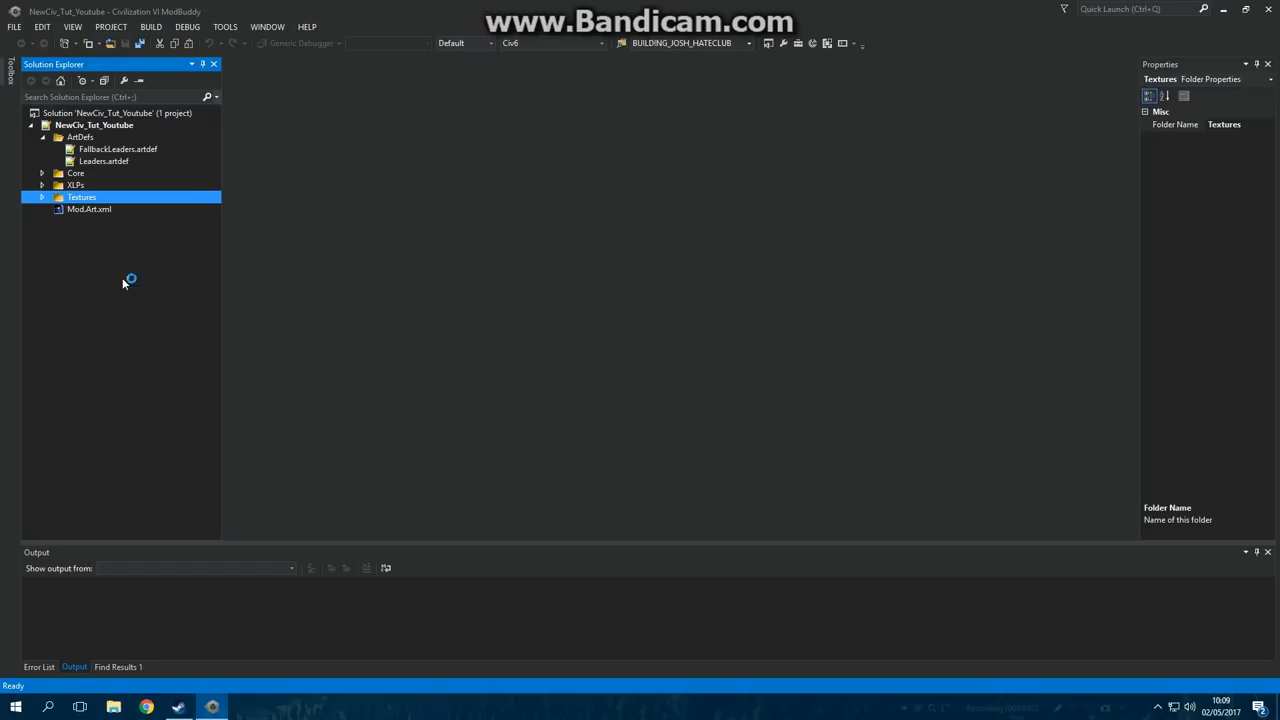 NewCiv_Tut_Youtube - Civilization VI ModBuddy
www.Bandicam.com
Quick Launch (Ctrl+Q)
FILE EDIT VIEW PROJECT BUILD DEBUG TOOLS WINDOW HELP
Generic Debugger Default Civ6 BUILDING_JOSH_HATECLUB
Toolbox
Solution Explorer
Search Solution Explorer (Ctrl+;)
Solution 'NewCiv_Tut_Youtube' (1 project)
NewCiv_Tut_Youtube
ArtDefs
FallbackLeaders.artdef
Leaders.artdef
Core
XLPs
Textures
Mod.Art.xml
Properties
Textures Folder Properties
Misc
Folder Name Textures
Folder Name
Name of this folder
Output
Show output from:
Error List Output Find Results 1
Ready
10:09
02/05/2017
2